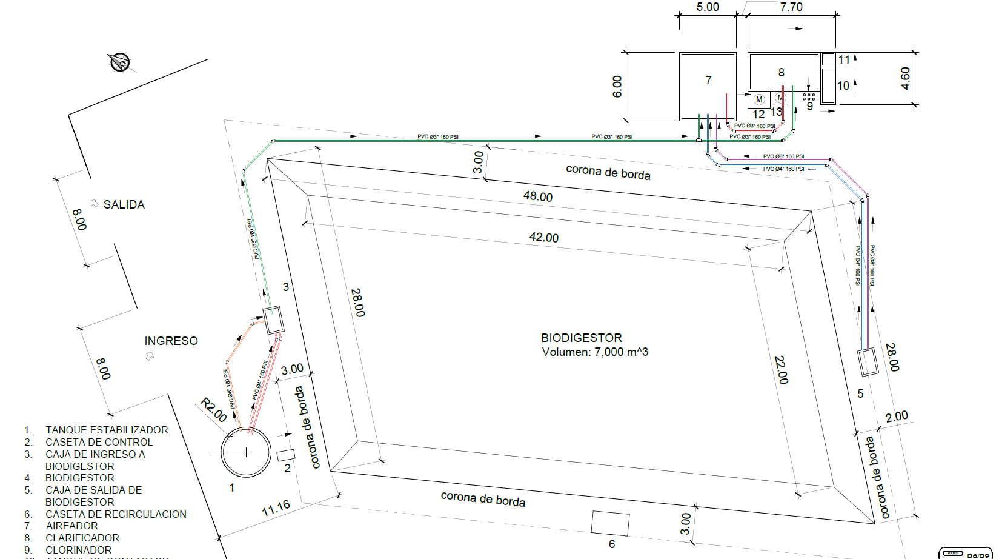 5.00
7.70
6.00
7
8
11
10
4.60
M
M
9
12
13
PVC Ø3" 160 PSI
PVC Ø3" 160 PSI
PVC Ø3" 160 PSI
PVC Ø3" 160 PSI
PVC Ø8" 160 PSI
PVC Ø4" 160 PSI
3.00
corona de borda
SALIDA
8.00
48.00
42.00
PVC Ø3" 160 PSI
PVC Ø4" 160 PSI
PVC Ø8" 160 PSI
3
28.00
INGRESO
8.00
BIODIGESTOR
Volumen: 7,000 m^3
22.00
28.00
5
3.00
PVC Ø8" 160 PSI
PVC Ø4" 160 PSI
corona de borda
R2.00
2.00
corona de borda
1
2
11.16
corona de borda
3.00
6
1. TANQUE ESTABILIZADOR
2. CASETA DE CONTROL
3. CAJA DE INGRESO A
BIODIGESTOR
4. BIODIGESTOR
5. CAJA DE SALIDA DE
BIODIGESTOR
6. CASETA DE RECIRCULACION
7. AIREADOR
8. CLARIFICADOR
9. CLORINADOR
10. TANQUE DE CONTACTOR
PLANO:
06/09